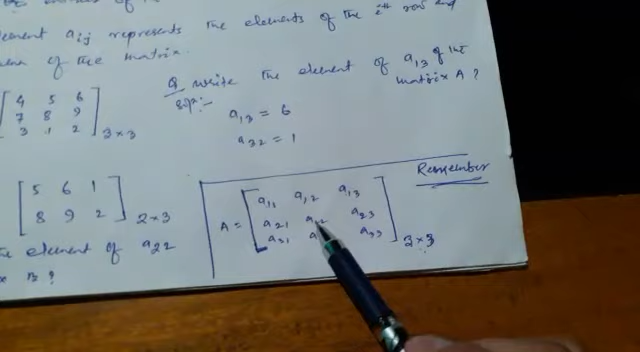 element aij represents the elements of the ith row and
of the matrix.
Q write the element of a13 of the
matrix A ?
Sol:-
[ 4 5 6
7 8 9
3 1 2 ] 3×3
a13 = 6
a32 = 1
Remember
[ 5 6 1
8 9 2 ] 2×3
A = [ a11 a12 a13
a21 a23
a31 a33 ] 3×3
the element of a22
B ?